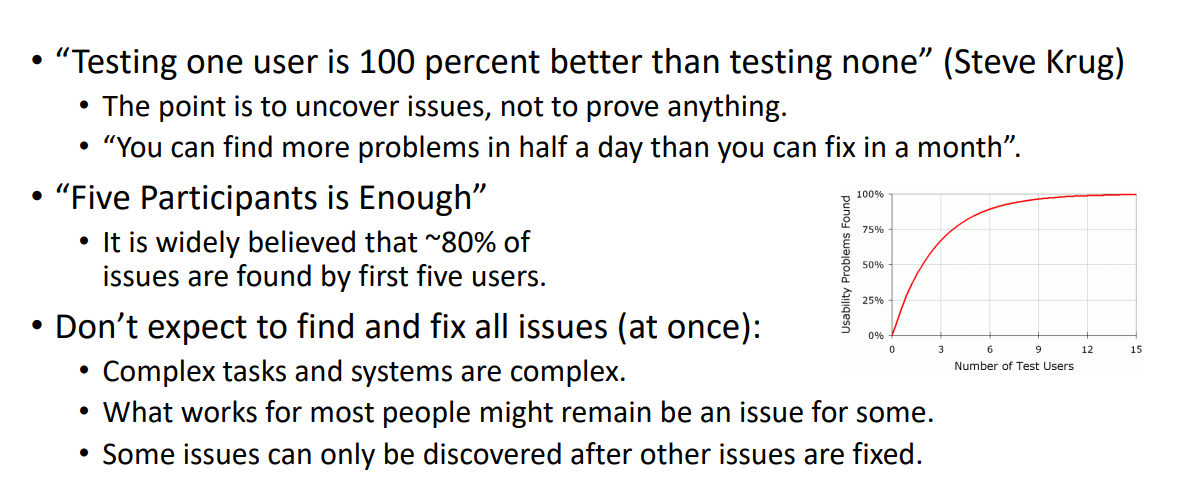 • “Testing one user is 100 percent better than testing none” (Steve Krug)
• The point is to uncover issues, not to prove anything.
• “You can find more problems in half a day than you can fix in a month”.
• “Five Participants is Enough”
• It is widely believed that ~80% of
issues are found by first five users.
• Don’t expect to find and fix all issues (at once):
• Complex tasks and systems are complex.
• What works for most people might remain be an issue for some.
• Some issues can only be discovered after other issues are fixed.
Usability Problems Found
100%
75%
50%
25%
0%
0 3 6 9 12 15
Number of Test Users